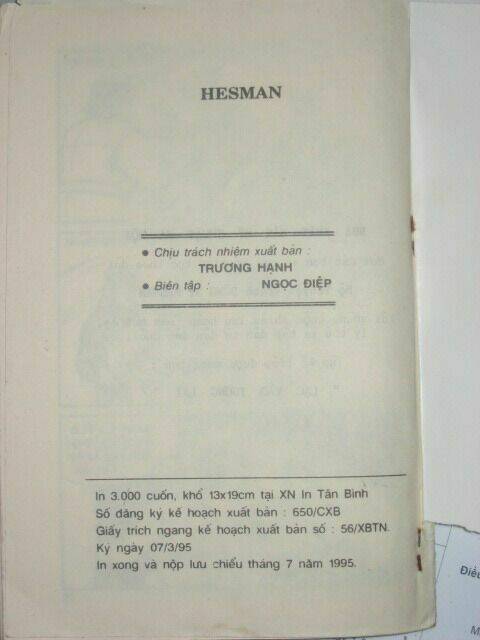 HESMAN
• Chịu trách nhiệm xuất bản :
TRƯƠNG HẠNH
• Biên tập : NGỌC ĐIỆP
In 3.000 cuốn, khổ 13x19cm tại XN In Tân Bình
Số đăng ký kế hoạch xuất bản : 650/CXB
Giấy trích ngang kế hoạch xuất bản số : 56/XBTN.
Ký ngày 07/3/95
In xong và nộp lưu chiểu tháng 7 năm 1995.
Điều
M